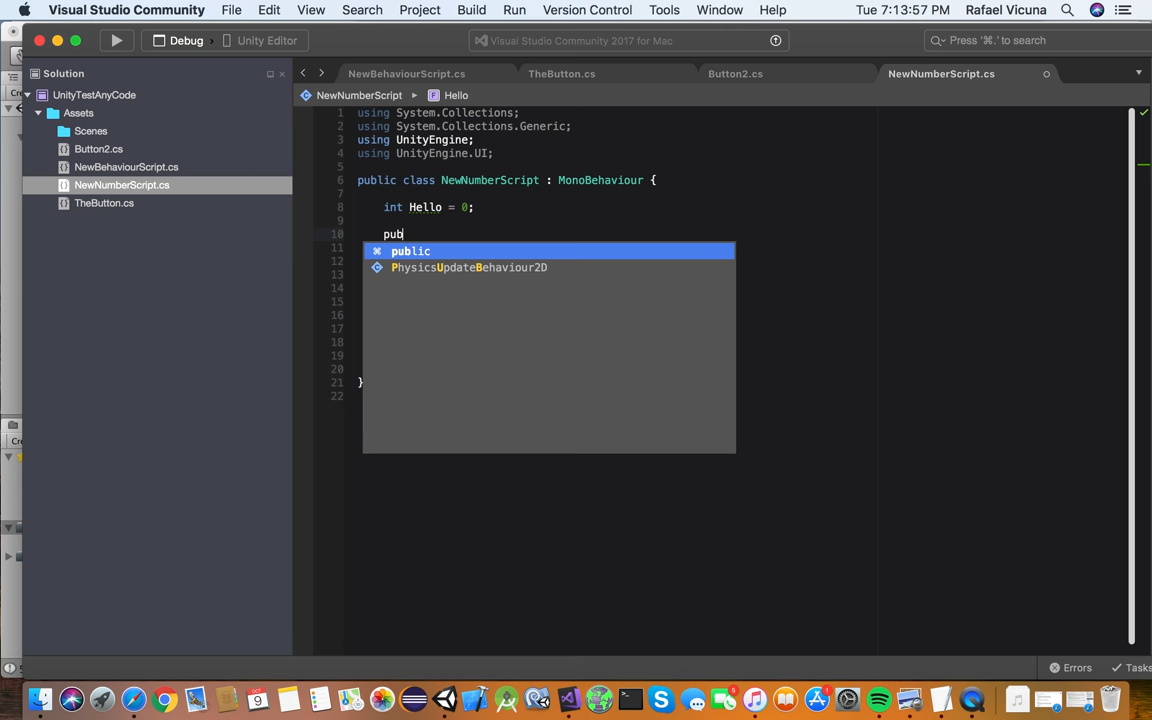 Visual Studio Community File Edit View Search Project Build Run Version Control Tools Window Help Tue 7:13:57 PM Rafael Vicuna
Debug Unity Editor Visual Studio Community 2017 for Mac Press '⌘.' to search
Solution NewBehaviourScript.cs TheButton.cs Button2.cs NewNumberScript.cs
UnityTestAnyCode NewNumberScript Hello
Assets
Scenes
Button2.cs
NewBehaviourScript.cs
NewNumberScript.cs
TheButton.cs
1 using System.Collections;
2 using System.Collections.Generic;
3 using UnityEngine;
4 using UnityEngine.UI;
5
6 public class NewNumberScript : MonoBehaviour {
7
8 int Hello = 0;
9
10 pub
11 public
12 PhysicsUpdateBehaviour2D
13
14
15
16
17
18
19
20
21 }
22
Errors Tasks
OCT
9